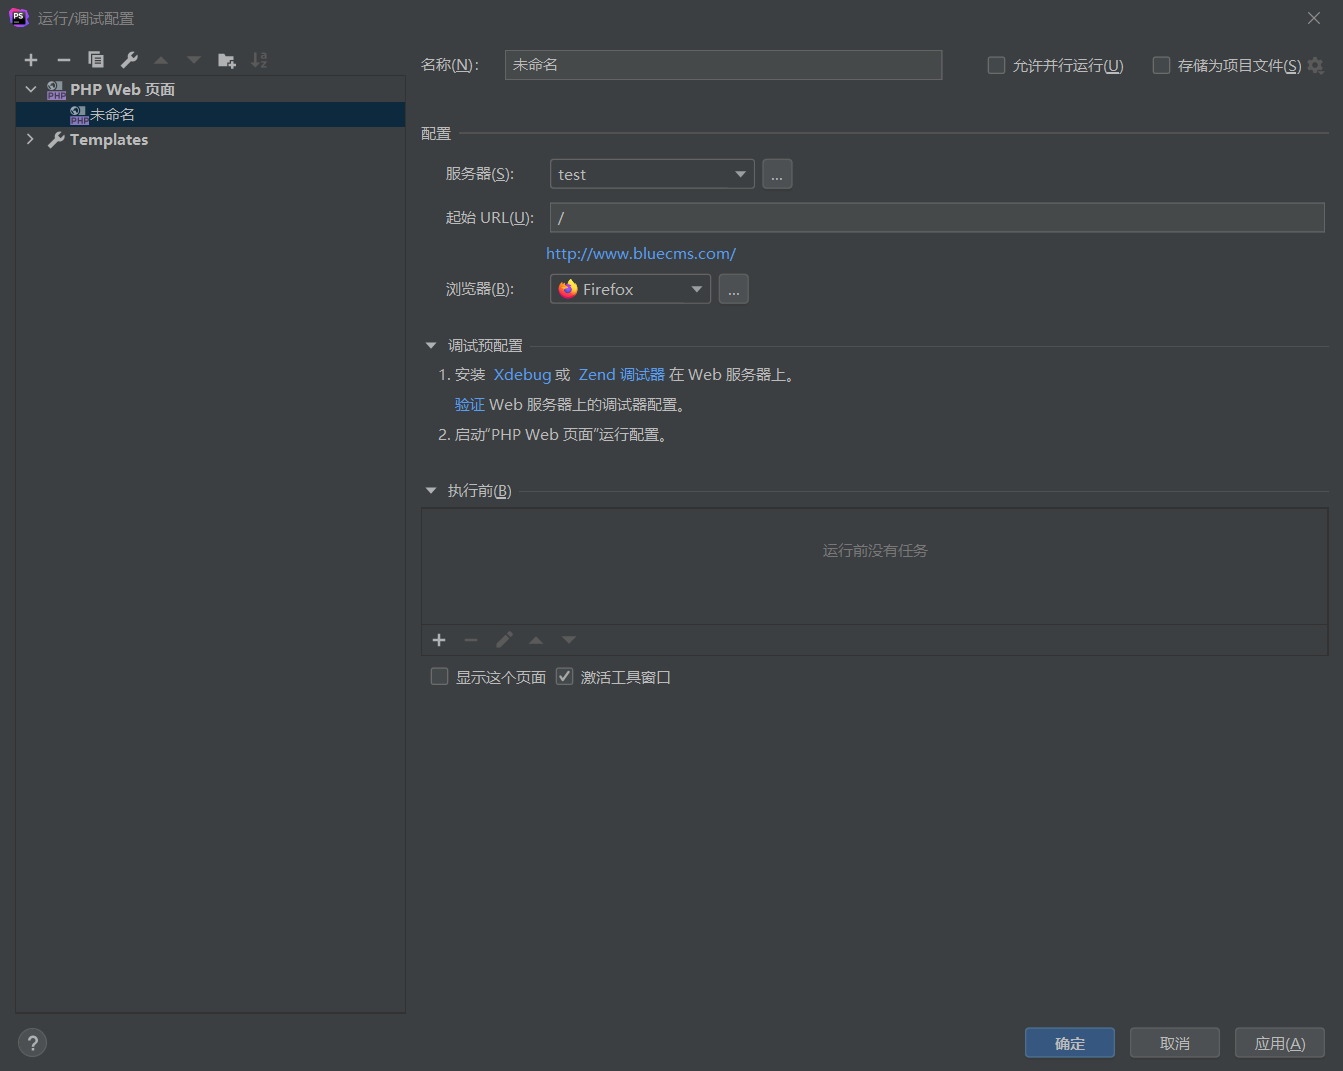 运行/调试配置
PHP Web 页面
未命名
Templates
名称(N):
未命名
允许并行运行(U)
存储为项目文件(S)
配置
服务器(S):
test
...
起始 URL(U):
/
http://www.bluecms.com/
浏览器(B):
Firefox
...
调试预配置
1. 安装 Xdebug 或 Zend 调试器 在 Web 服务器上。
验证 Web 服务器上的调试器配置。
2. 启动“PHP Web 页面”运行配置。
执行前(B)
运行前没有任务
显示这个页面
激活工具窗口
?
确定
取消
应用(A)